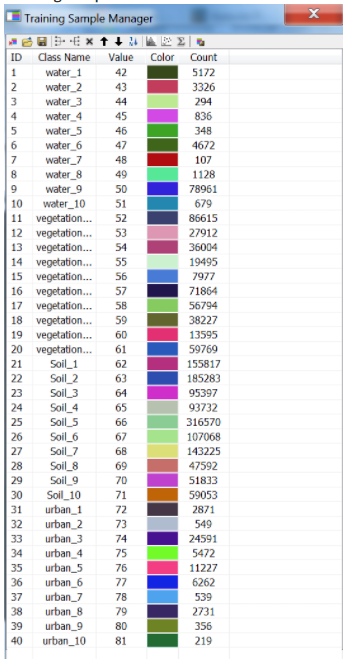 Training Sample Manager
ID Class Name Value Color Count
1 water_1 42 5172
2 water_2 43 3326
3 water_3 44 294
4 water_4 45 836
5 water_5 46 348
6 water_6 47 4672
7 water_7 48 107
8 water_8 49 1128
9 water_9 50 78961
10 water_10 51 679
11 vegetation... 52 86615
12 vegetation... 53 27912
13 vegetation... 54 36004
14 vegetation... 55 19495
15 vegetation... 56 7977
16 vegetation... 57 71864
17 vegetation... 58 56794
18 vegetation... 59 38227
19 vegetation... 60 13595
20 vegetation... 61 59769
21 Soil_1 62 155817
22 Soil_2 63 185283
23 Soil_3 64 95397
24 Soil_4 65 93732
25 Soil_5 66 316570
26 Soil_6 67 107068
27 Soil_7 68 143225
28 Soil_8 69 47592
29 Soil_9 70 51833
30 Soil_10 71 59053
31 urban_1 72 2871
32 urban_2 73 549
33 urban_3 74 24591
34 urban_4 75 5472
35 urban_5 76 11227
36 urban_6 77 6262
37 urban_7 78 539
38 urban_8 79 2731
39 urban_9 80 356
40 urban_10 81 219